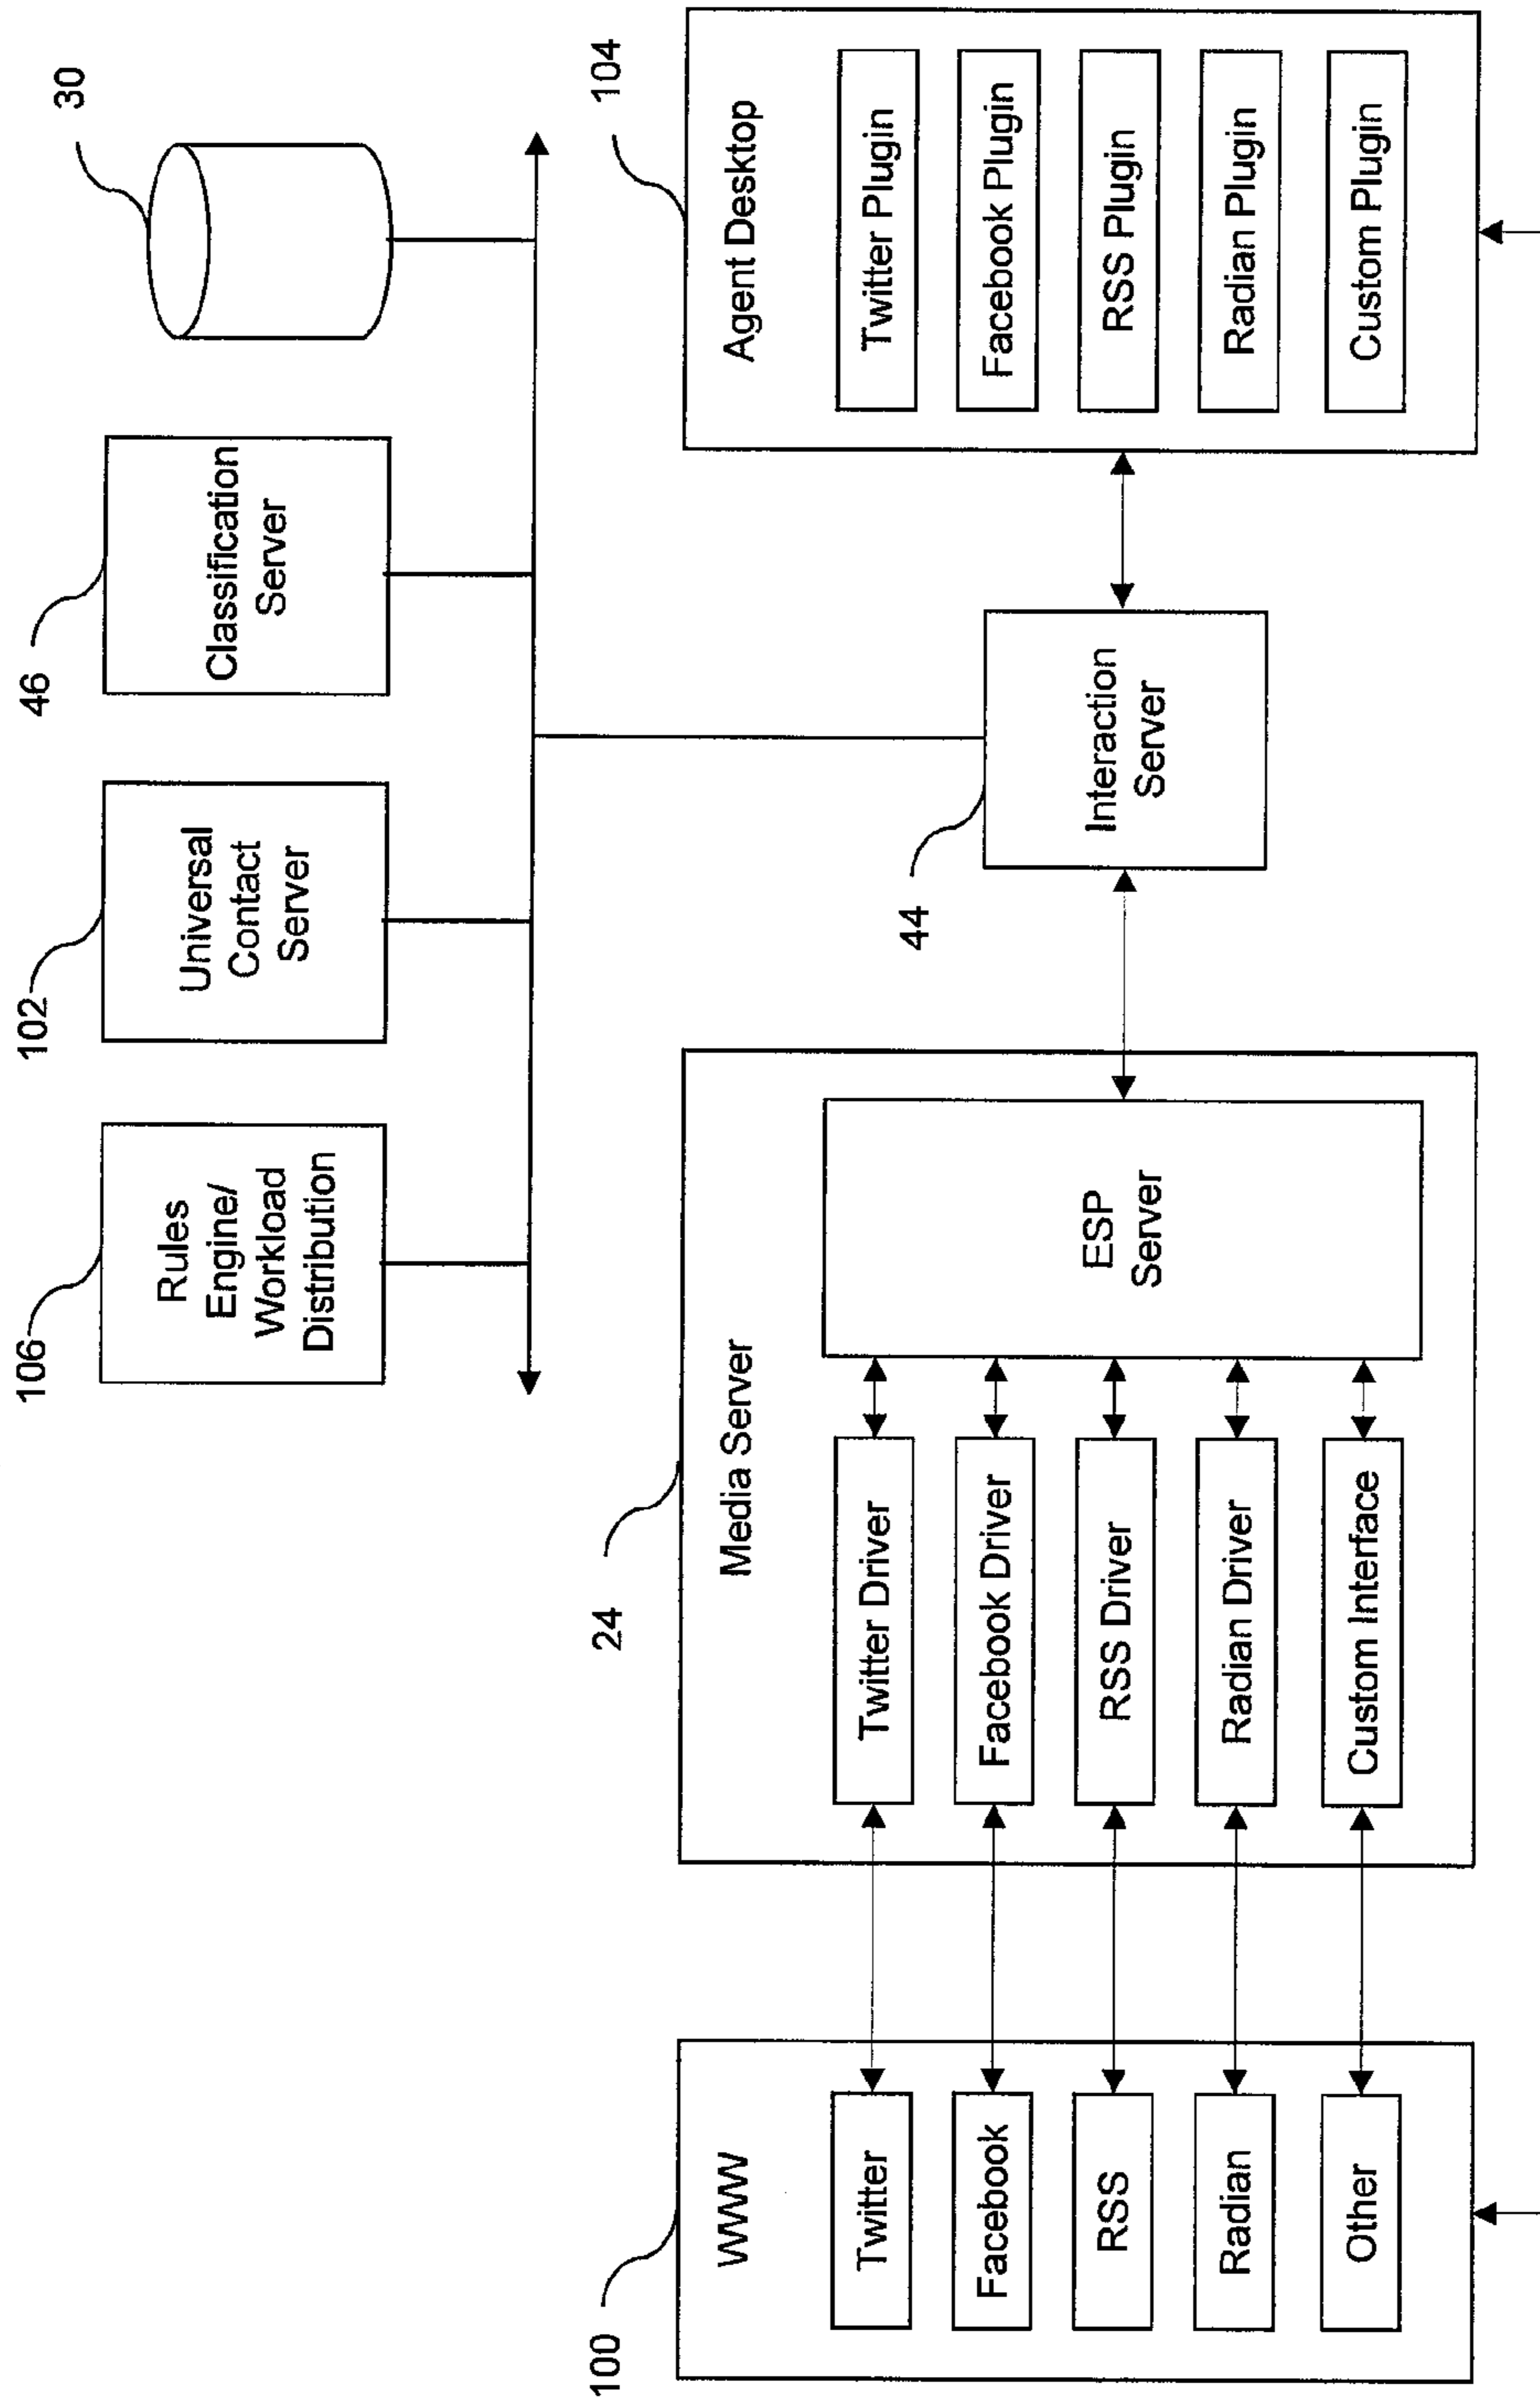 106
Rules
Engine/
Workload
Distribution
102
Universal
Contact
Server
46
Classification
Server
30
100
WWW
Twitter
Facebook
RSS
Radian
Other
24
Media Server
Twitter Driver
Facebook Driver
RSS Driver
Radian Driver
Custom Interface
ESP
Server
44
Interaction
Server
104
Agent Desktop
Twitter Plugin
Facebook Plugin
RSS Plugin
Radian Plugin
Custom Plugin